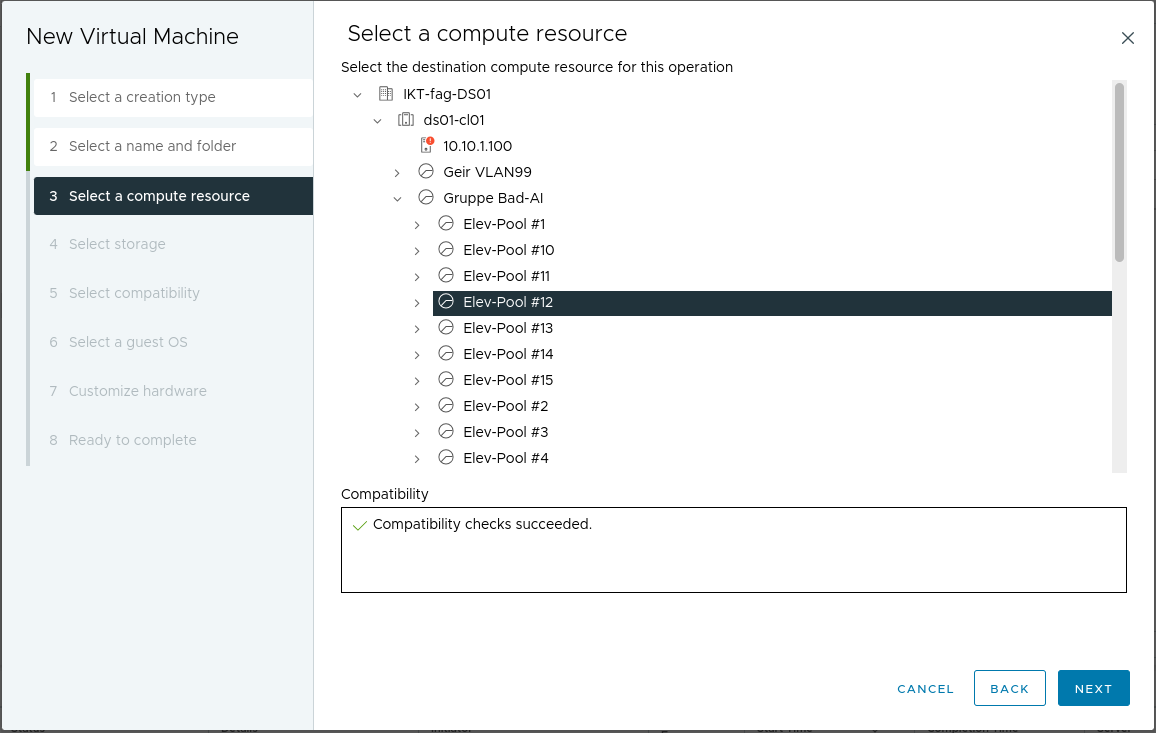 New Virtual Machine
1 Select a creation type
2 Select a name and folder
3 Select a compute resource
4 Select storage
5 Select compatibility
6 Select a guest OS
7 Customize hardware
8 Ready to complete
Select a compute resource
Select the destination compute resource for this operation
IKT-fag-DS01
ds01-cl01
10.10.1.100
Geir VLAN99
Gruppe Bad-AI
Elev-Pool #1
Elev-Pool #10
Elev-Pool #11
Elev-Pool #12
Elev-Pool #13
Elev-Pool #14
Elev-Pool #15
Elev-Pool #2
Elev-Pool #3
Elev-Pool #4
Compatibility
Compatibility checks succeeded.
CANCEL BACK NEXT